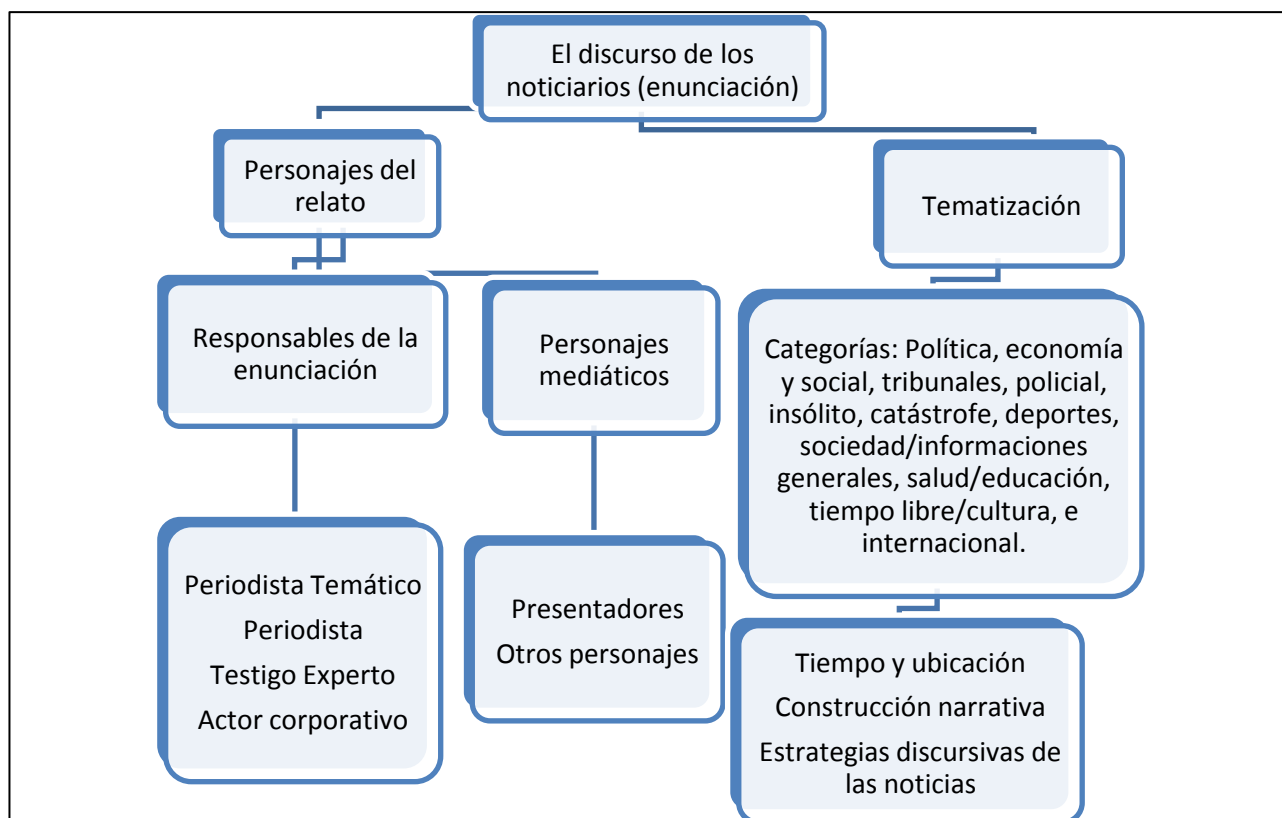 El discurso de los
noticiarios (enunciación)
Personajes del
relato
Tematización
Responsables de la
enunciación
Personajes
mediáticos
Categorías: Política, economía
y social, tribunales, policial,
insólito, catástrofe, deportes,
sociedad/informaciones
generales, salud/educación,
tiempo libre/cultura, e
internacional.
Periodista Temático
Periodista
Testigo Experto
Actor corporativo
Presentadores
Otros personajes
Tiempo y ubicación
Construcción narrativa
Estrategias discursivas de
las noticias